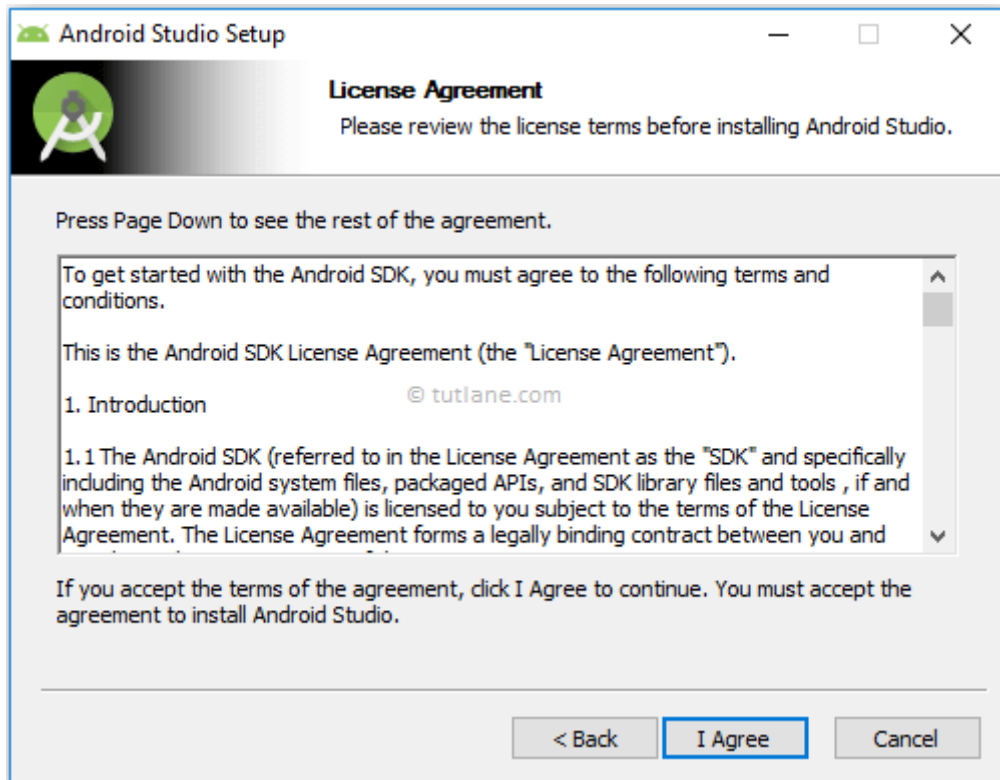 Android Studio Setup
License Agreement
Please review the license terms before installing Android Studio.
Press Page Down to see the rest of the agreement.
To get started with the Android SDK, you must agree to the following terms and
conditions.
This is the Android SDK License Agreement (the "License Agreement").
© tutlane.com
1. Introduction
1.1 The Android SDK (referred to in the License Agreement as the "SDK" and specifically
including the Android system files, packaged APIs, and SDK library files and tools , if and
when they are made available) is licensed to you subject to the terms of the License
Agreement. The License Agreement forms a legally binding contract between you and
If you accept the terms of the agreement, click I Agree to continue. You must accept the
agreement to install Android Studio.
< Back
I Agree
Cancel